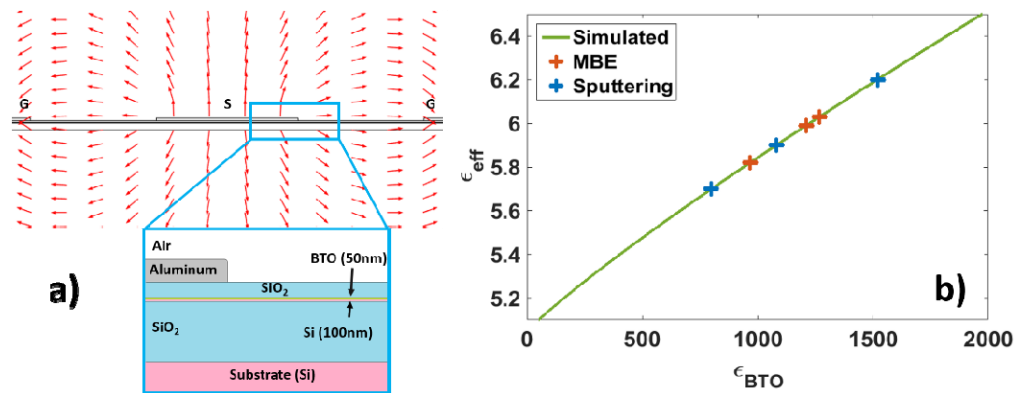 G
S
G
Air
Aluminum
BTO (50nm)
SiO2
SiO2
Si (100nm)
Substrate (Si)
a)
Simulated
MBE
Sputtering
6.4
6.2
6
5.8
5.6
5.4
5.2
ϵeff
0
500
1000
1500
2000
ϵBTO
b)